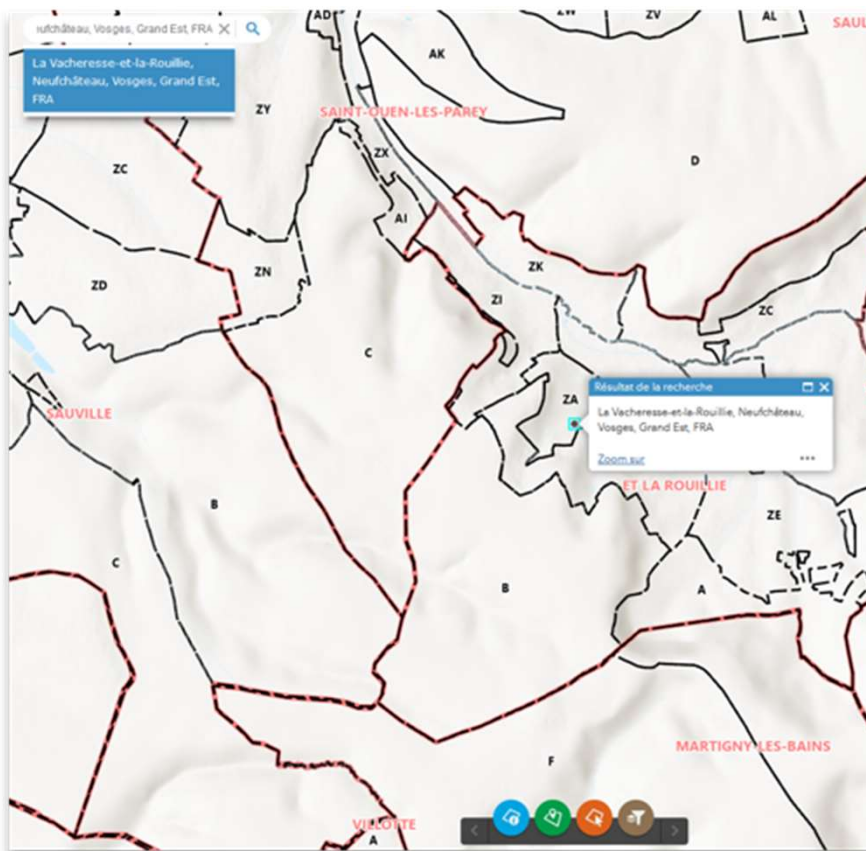 eufchâteau, Vosges, Grand Est, FRA
La Vacheresse-et-la-Rouillie,
Neufchâteau, Vosges, Grand Est,
FRA
AD
ZW
ZV
AL
SAUL
AK
ZY
SAINT-OUEN-LES-PAREY
ZX
D
ZC
AI
ZK
ZN
ZD
ZI
ZC
C
SAUVILLE
ZA
Résultat de la recherche
La Vacheresse-et-la-Rouillie, Neufchâteau,
Vosges, Grand Est, FRA
Zoom sur
ET LA ROUILLIE
B
ZE
C
B
A
MARTIGNY-LES-BAINS
F
VILLOTTE
A